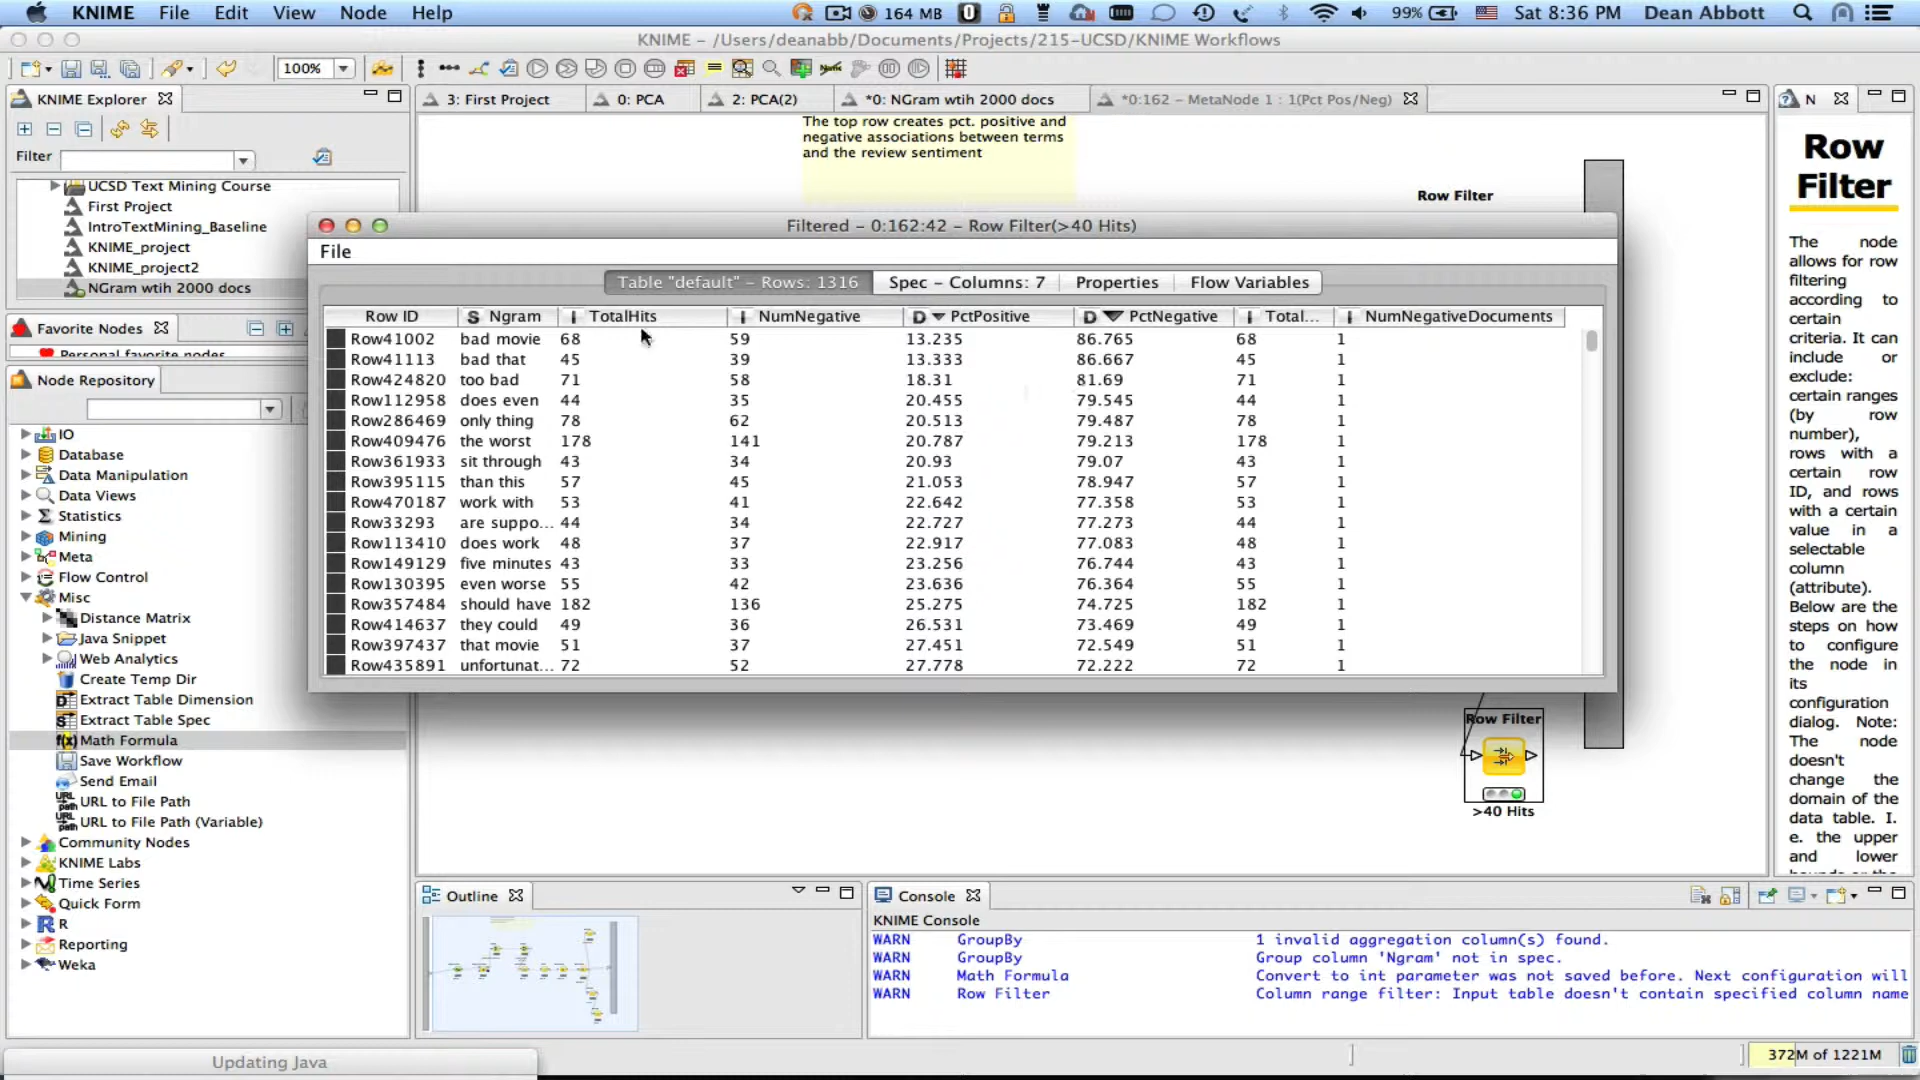 KNIME File Edit View Node Help 164 MB 99% Sat 8:36 PM Dean Abbott
KNIME – /Users/deanabb/Documents/Projects/215-UCSD/KNIME Workflows
100%
KNIME Explorer
3: First Project 0: PCA 2: PCA(2) *0: NGram wtih 2000 docs *0:162 – MetaNode 1 : 1(Pct Pos/Neg) N
Filter
UCSD Text Mining Course
First Project
IntroTextMining_Baseline
KNIME_project
KNIME_project2
NGram wtih 2000 docs
Favorite Nodes
Personal favorite nodes
Node Repository
IO
Database
Data Manipulation
Data Views
Statistics
Mining
Meta
Flow Control
Misc
Distance Matrix
Java Snippet
Web Analytics
Create Temp Dir
Extract Table Dimension
Extract Table Spec
Math Formula
Save Workflow
Send Email
URL to File Path
URL to File Path (Variable)
Community Nodes
KNIME Labs
Time Series
Quick Form
R
Reporting
Weka
Updating Java
The top row creates pct. positive and
negative associations between terms
and the review sentiment
Row Filter
Filtered – 0:162:42 – Row Filter(>40 Hits)
File
Table "default" – Rows: 1316 Spec – Columns: 7 Properties Flow Variables
Row ID S Ngram I TotalHits I NumNegative D PctPositive D PctNegative I Total... I NumNegativeDocuments
Row41002 bad movie 68 59 13.235 86.765 68 1
Row41113 bad that 45 39 13.333 86.667 45 1
Row424820 too bad 71 58 18.31 81.69 71 1
Row112958 does even 44 35 20.455 79.545 44 1
Row286469 only thing 78 62 20.513 79.487 78 1
Row409476 the worst 178 141 20.787 79.213 178 1
Row361933 sit through 43 34 20.93 79.07 43 1
Row395115 than this 57 45 21.053 78.947 57 1
Row470187 work with 53 41 22.642 77.358 53 1
Row33293 are suppo... 44 34 22.727 77.273 44 1
Row113410 does work 48 37 22.917 77.083 48 1
Row149129 five minutes 43 33 23.256 76.744 43 1
Row130395 even worse 55 42 23.636 76.364 55 1
Row357484 should have 182 136 25.275 74.725 182 1
Row414637 they could 49 36 26.531 73.469 49 1
Row397437 that movie 51 37 27.451 72.549 51 1
Row435891 unfortunat... 72 52 27.778 72.222 72 1
Row Filter
>40 Hits
Outline
Console
KNIME Console
WARN GroupBy 1 invalid aggregation column(s) found.
WARN GroupBy Group column 'Ngram' not in spec.
WARN Math Formula Convert to int parameter was not saved before. Next configuration will
WARN Row Filter Column range filter: Input table doesn't contain specified column name
372M of 1221M
Row
Filter
The node
allows for row
filtering
according to
certain
criteria. It can
include or
exclude:
certain ranges
(by row
number),
rows with a
certain row
ID, and rows
with a certain
value in a
selectable
column
(attribute).
Below are the
steps on how
to configure
the node in
its
configuration
dialog. Note:
The node
doesn't
change the
domain of the
data table. I.
e. the upper
and lower